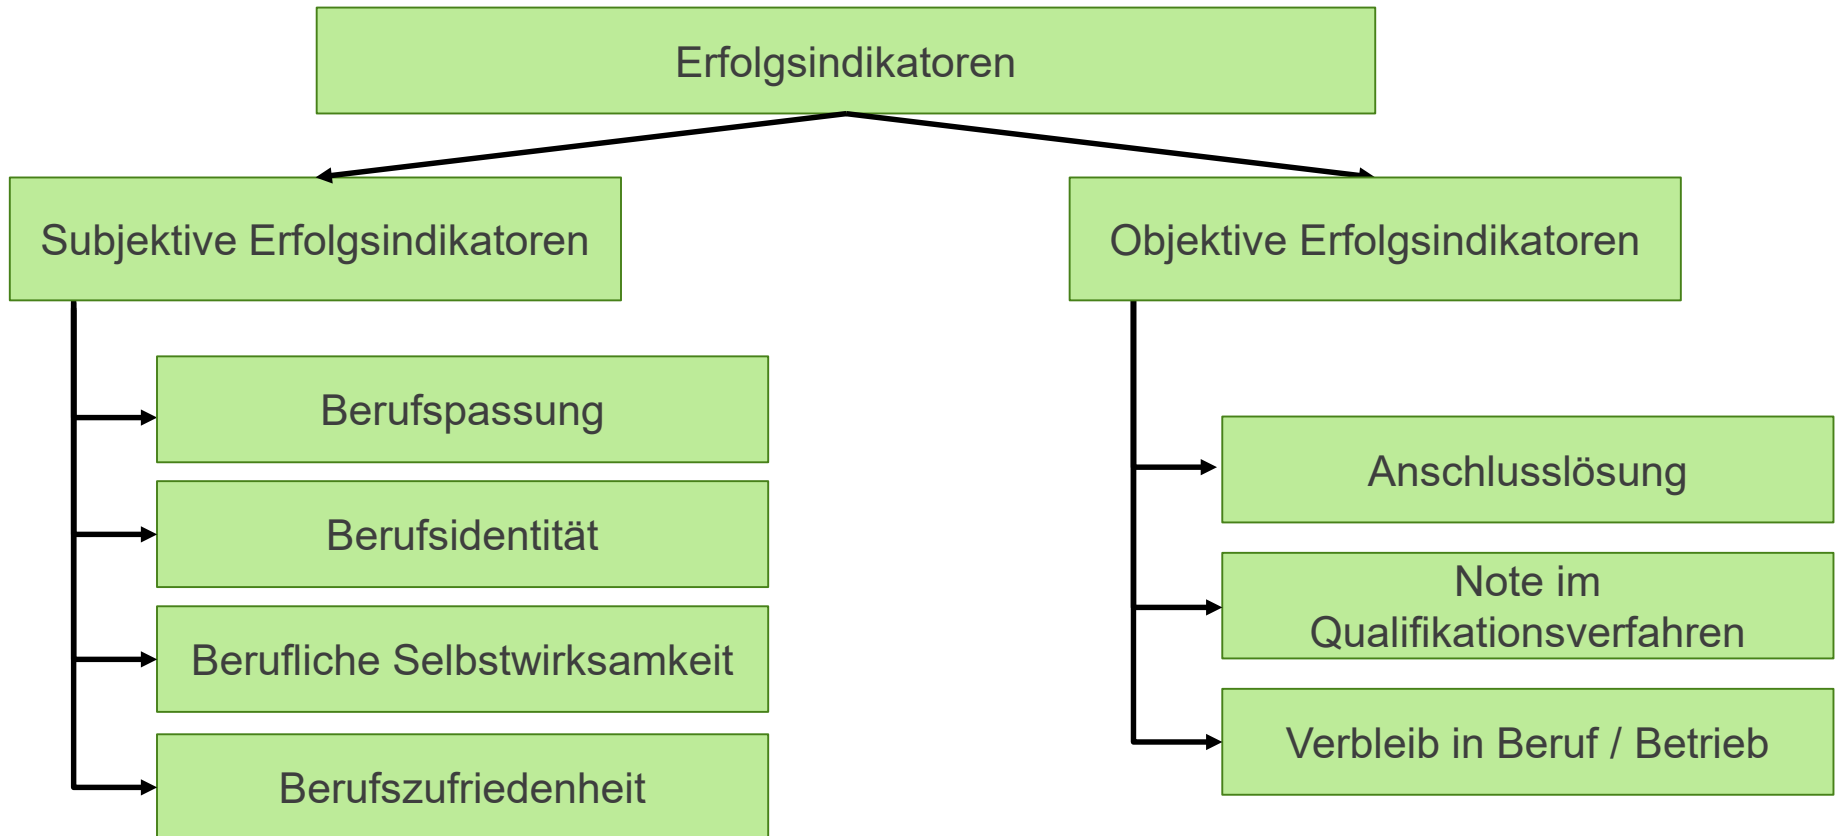 Erfolgsindikatoren
Subjektive Erfolgsindikatoren
Berufspassung
Berufsidentität
Berufliche Selbstwirksamkeit
Berufszufriedenheit
Objektive Erfolgsindikatoren
Anschlusslösung
Note im
Qualifikationsverfahren
Verbleib in Beruf / Betrieb